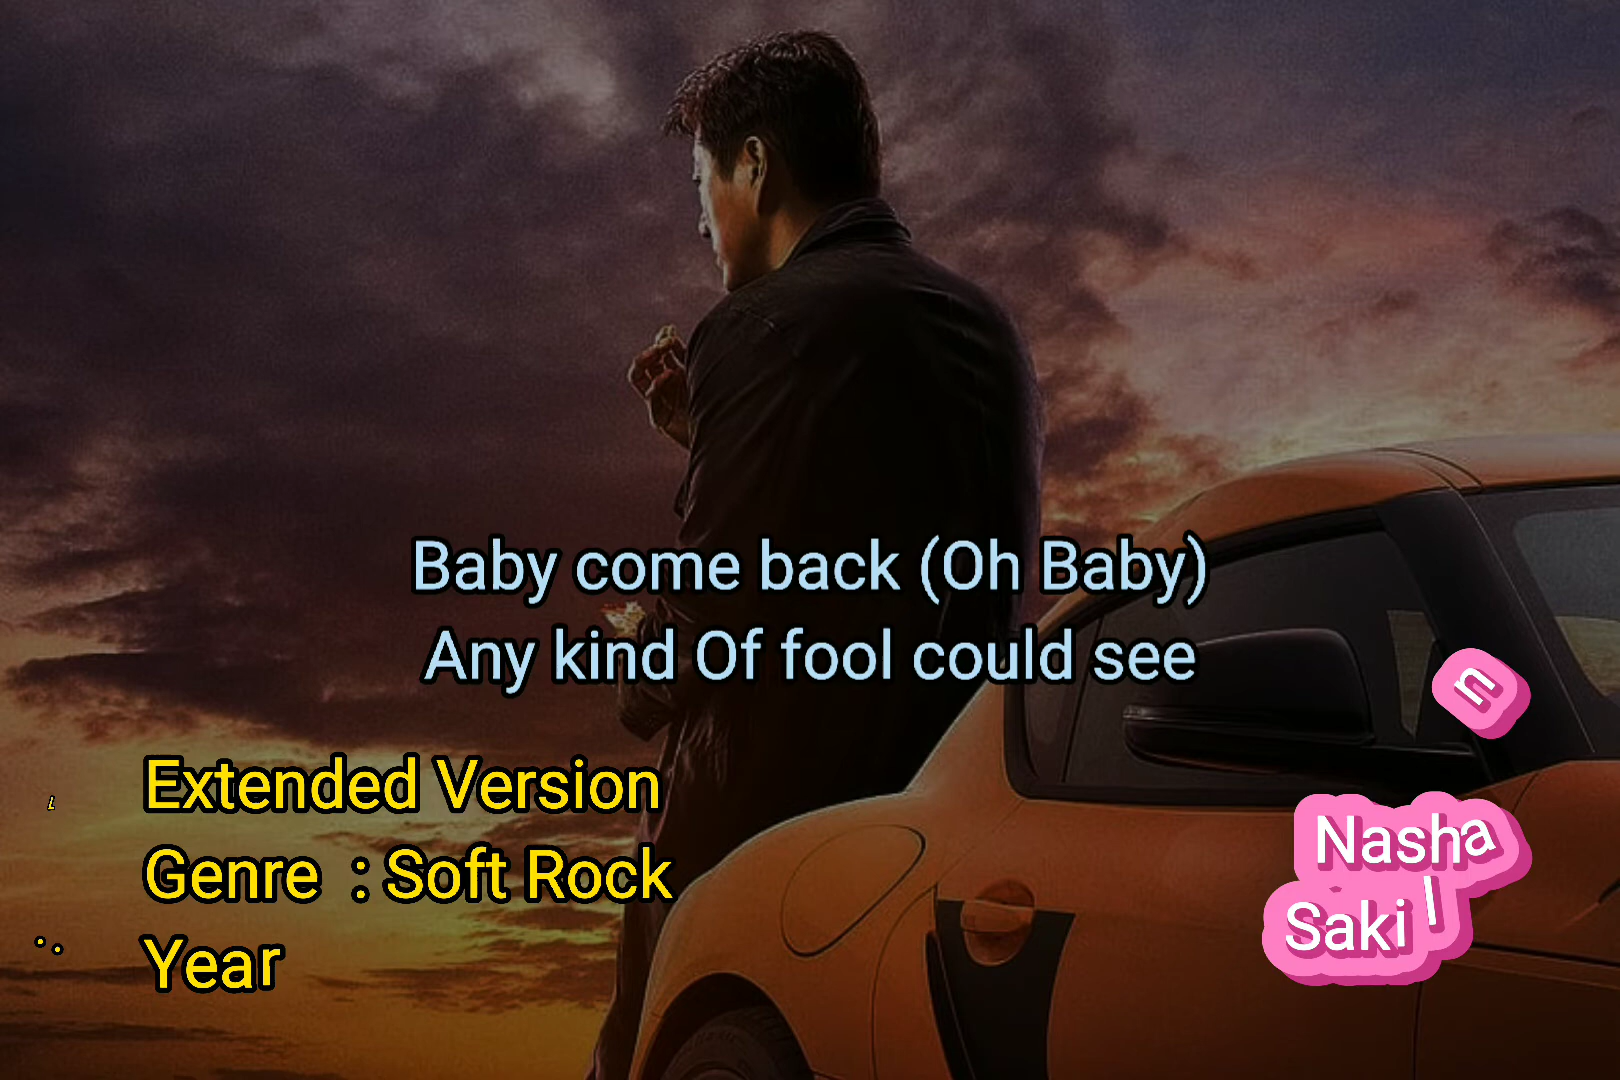 Baby come back (Oh Baby)
Any kind Of fool could see
Extended Version
Genre : Soft Rock
Year
n
Nasha
Saki l